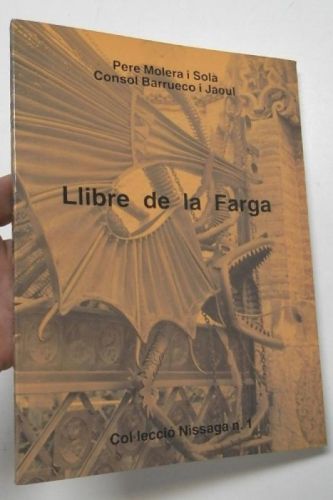 Pere Molera i Solà
Consol Barrueco i Jaoul
Llibre de la Farga
Col·lecció Nissaga n. 1